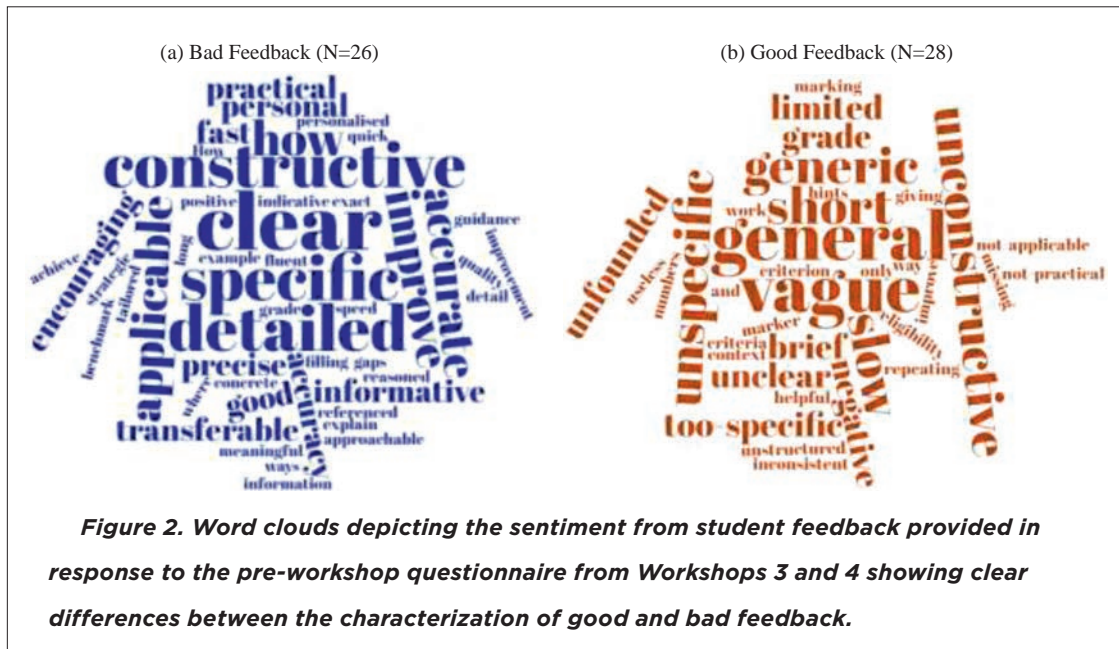 (a) Bad Feedback (N=26)
practical
personal
personalised
fast
how
quick
flow
constructive
positive
indicative
exact
clear
guidance
encouraging
achieve
strategic
tailored
long
benchmark
applicable
example
fluent
improve
accurate
quality
improvement
detail
specific
grade
speed
detailed
precise
filling gaps
reasoned
where
concrete
good
accuracy
informative
referenced
explain
approachable
transferable
meaningful
ways
information
(b) Good Feedback (N=28)
marking
limited
grade
generic
unconstructive
unspecific
hints
giving
work
short
general
unfounded
useless
numbers
criterion
only
way
not applicable
missing
not practical
and
vague
marker
slow
eligibility
criteria
context
brief
repeating
unclear
helpful
negative
too-specific
unstructured
inconsistent
Figure 2. Word clouds depicting the sentiment from student feedback provided in
response to the pre-workshop questionnaire from Workshops 3 and 4 showing clear
differences between the characterization of good and bad feedback.